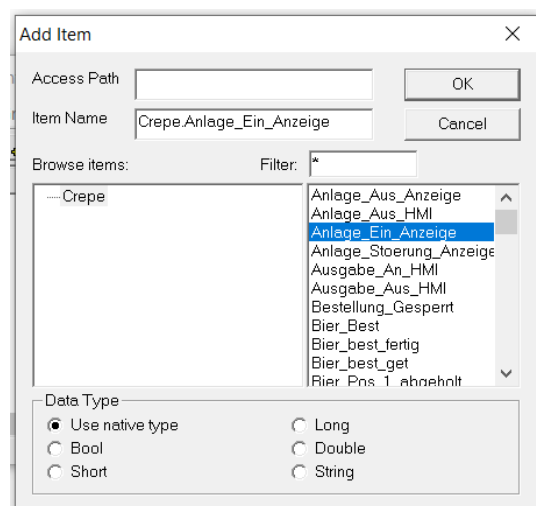 Add Item
Access Path
OK
Item Name
Crepe.Anlage_Ein_Anzeige
Cancel
Browse items:
Filter:
*
Crepe
Anlage_Aus_Anzeige
Anlage_Aus_HMI
Anlage_Ein_Anzeige
Anlage_Stoerung_Anzeige
Ausgabe_An_HMI
Ausgabe_Aus_HMI
Bestellung_Gesperrt
Bier_Best
Bier_best_fertig
Bier_best_get
Bier_Pos_1_abgeholt
Data Type
Use native type
Long
Bool
Double
Short
String